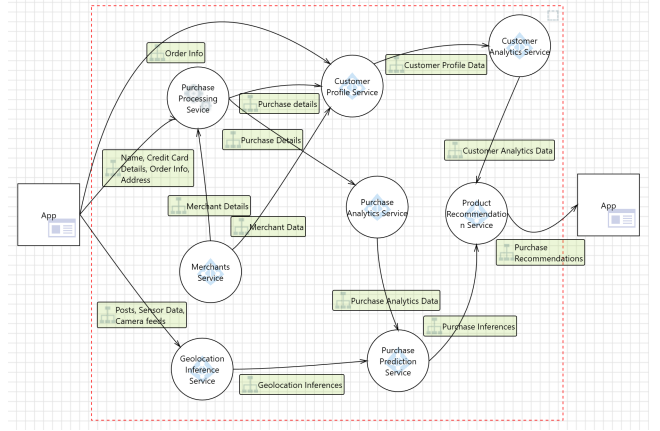 Order Info
Customer
Analytics Service
Customer Profile Data
Customer
Profile Service
Purchase
Processing
Sevice
Purchase details
Purchase Details
Customer Analytics Data
Name, Credit Card
Details, Order Info,
Address
App
Merchant Details
Merchant Data
Purchase
Analytics Service
Product
Recommendatio
n Service
App
Purchase
Recommendations
Merchants
Service
Purchase Analytics Data
Posts, Sensor Data,
Camera feeds
Purchase Inferences
Geolocation
Inference
Service
Geolocation Inferences
Purchase
Prediction
Service